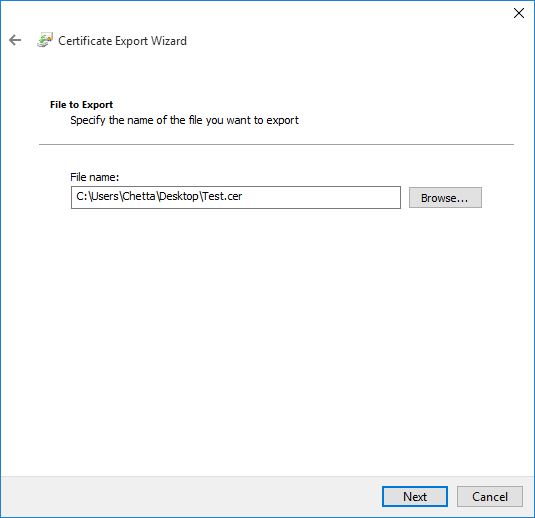 Certificate Export Wizard
File to Export
Specify the name of the file you want to export
File name:
C:\Users\Chetta\Desktop\Test.cer
Browse...
Next
Cancel